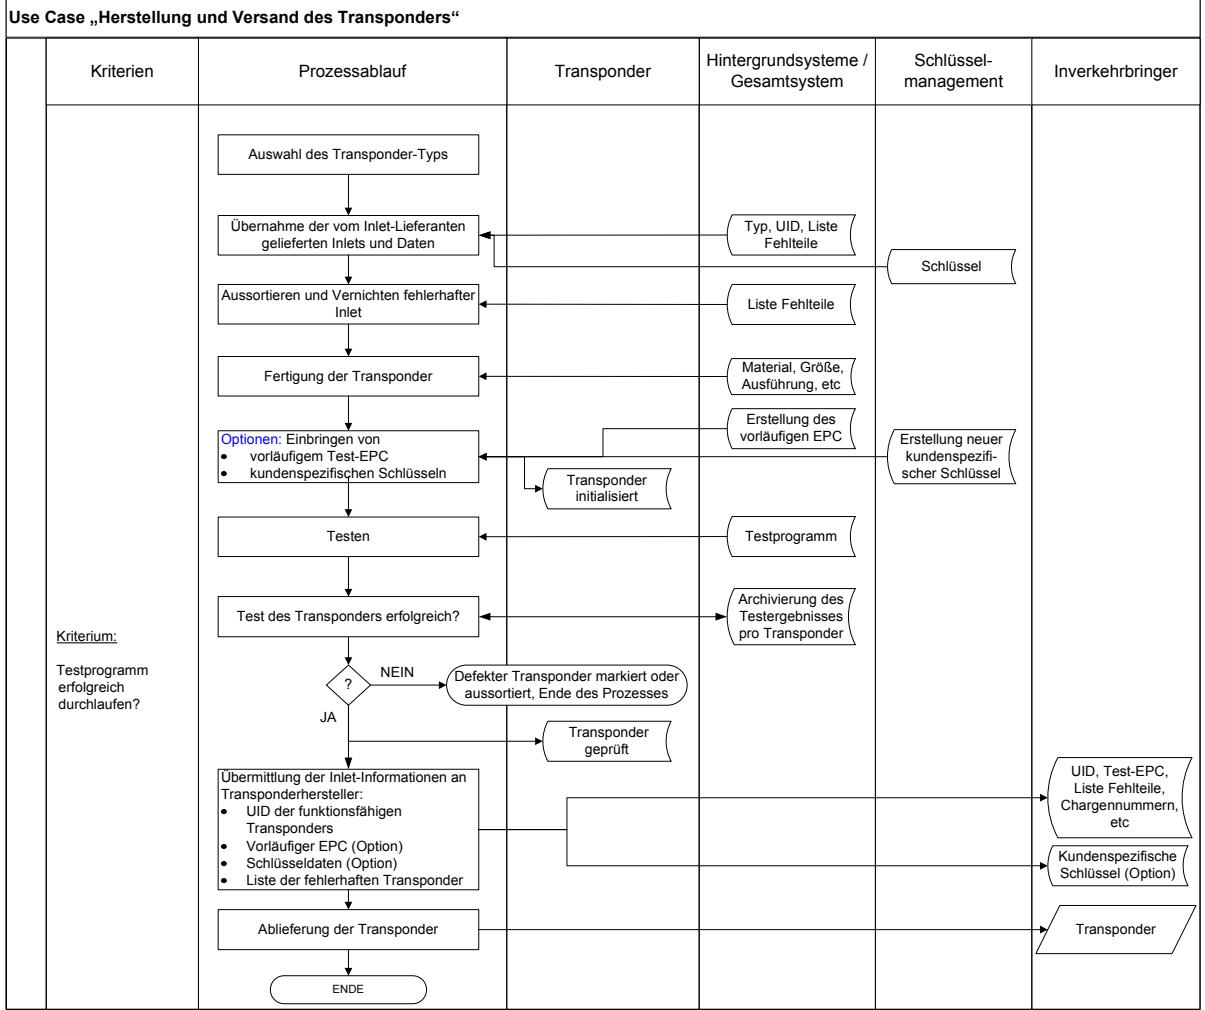 Use Case „Herstellung und Versand des Transponders“
Kriterien
Prozessablauf
Transponder
Hintergrundsysteme /
Gesamtsystem
Schlüssel-
management
Inverkehrbringer
Auswahl des Transponder-Typs
Übernahme der vom Inlet-Lieferanten
gelieferten Inlets und Daten
Typ, UID, Liste
Fehlteile
Schlüssel
Aussortieren und Vernichten fehlerhafter
Inlet
Liste Fehlteile
Fertigung der Transponder
Material, Größe,
Ausführung, etc
Optionen: Einbringen von
• vorläufigem Test-EPC
• kundenspezifischen Schlüsseln
Erstellung des
vorläufigen EPC
Erstellung neuer
kundenspezifi-
scher Schlüssel
Transponder
initialisiert
Testen
Testprogramm
Test des Transponders erfolgreich?
Archivierung des
Testergebnisses
pro Transponder
Kriterium:
Testprogramm
erfolgreich
durchlaufen?
?
NEIN
Defekter Transponder markiert oder
aussortiert, Ende des Prozesses
JA
Transponder
geprüft
Übermittlung der Inlet-Informationen an
Transponderhersteller:
• UID der funktionsfähigen
Transponders
• Vorläufiger EPC (Option)
• Schlüsseldaten (Option)
• Liste der fehlerhaften Transponder
UID, Test-EPC,
Liste Fehlteile,
Chargennummern,
etc
Kundenspezifische
Schlüssel (Option)
Ablieferung der Transponder
Transponder
ENDE